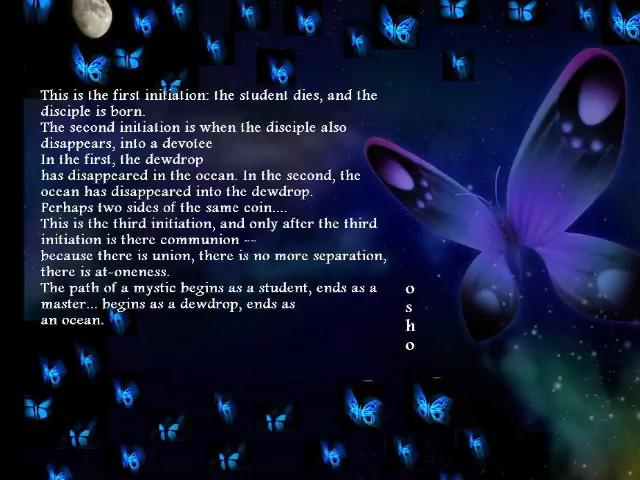 This is the first initiation: the student dies, and the
disciple is born.
The second initiation is when the disciple also
disappears, into a devotee
In the first, the dewdrop
has disappeared in the ocean. In the second, the
ocean has disappeared into the dewdrop.
Perhaps two sides of the same coin....
This is the third initiation, and only after the third
initiation is there communion ~~
because there is union, there is no more separation,
there is at-oneness.
The path of a mystic begins as a student, ends as a
master... begins as a dewdrop, ends as
an ocean.
o
s
h
o